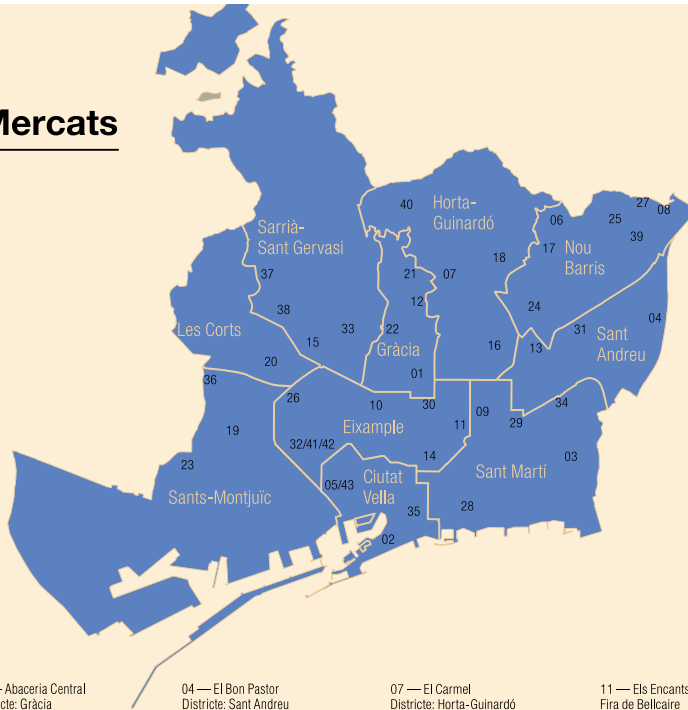 Mercats
40
Horta-
Guinardó
27
08
06
25
39
17
Nou
Barris
Sarrià-
Sant Gervasi
18
37
21
07
12
38
24
04
22
33
31
Les Corts
15
Gràcia
16
13
Sant
Andreu
20
01
36
26
10
30
09
34
29
19
Eixample
11
32/41/42
14
03
23
Sants-Montjuïc
05/43
Ciutat
Vella
Sant Martí
35
28
02
— Abaceria Central
cte: Gràcia
04 — El Bon Pastor
Districte: Sant Andreu
07 — El Carmel
Districte: Horta-Guinardó
11 — Els Encants
Fira de Bellcaire